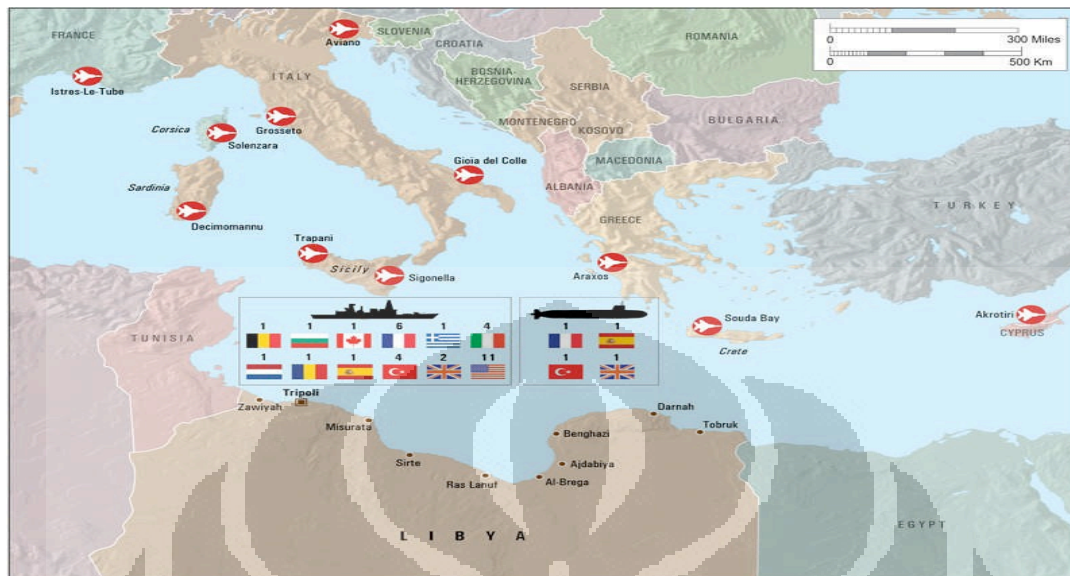 FRANCE
Aviano
SLOVENIA
CROATIA
ROMANIA
0 300 Miles
0 500 Km
Istres-Le-Tube
ITALY
BOSNIA-
HERZEGOVINA
SERBIA
Corsica
Grosseto
Solenzara
MONTENEGRO
KOSOVO
BULGARIA
Gioia del Colle
MACEDONIA
Sardinia
ALBANIA
Decimomannu
GREECE
TURKEY
Trapani
Sicily
Sigonella
Araxos
1 1 1 6 1 4
1 1
Souda Bay
Akrotiri
CYPRUS
TUNISIA
Crete
1 1 1 4 2 11
1 1
Tripoli
Zawiyah
Misurata
Darnah
Tobruk
Benghazi
Sirte
Ajdabiya
Ras Lanuf
Al-Brega
LIBYA
EGYPT